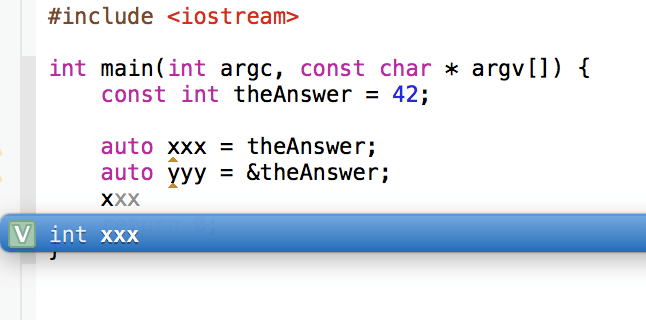 #include <iostream>
int main(int argc, const char * argv[]) {
const int theAnswer = 42;
auto xxx = theAnswer;
auto yyy = &theAnswer;
xxx
V int xxx
}